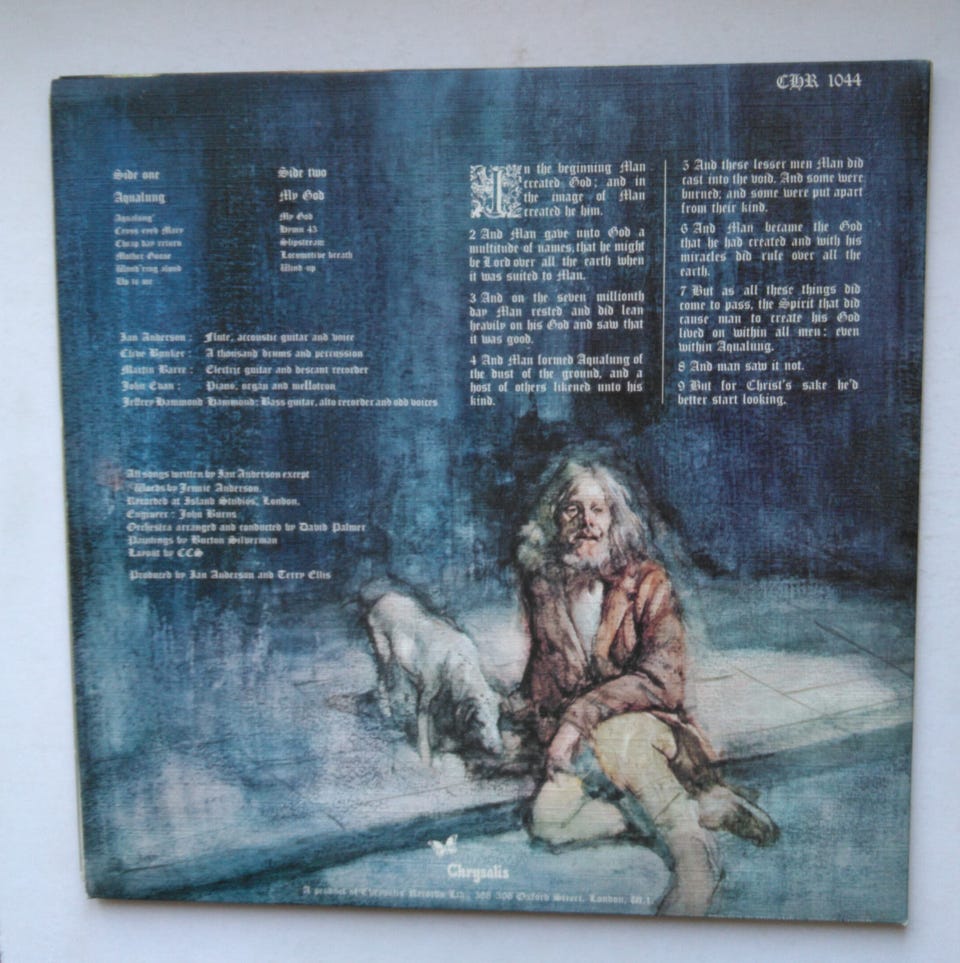 CHR 1044
Side one
Aqualung
Aqualung*
Cross eyed Mary
Cheap day return
Mother Goose
Wond'ring aloud
Up to me
Side two
My God
My God
Hymn 43
Slipstream
Locomotive breath
Wind-up
Ian Anderson : Flute, accoustic guitar and voice
Clive Bunker : A thousand drums and percussion
Martin Barre : Electric guitar and descant recorder
John Evan : Piano, organ and mellotron
Jeffrey Hammond Hammond: Bass guitar, alto recorder and odd voices
All songs written by Ian Anderson except
*Words by Jennie Anderson.
Recorded at Island Studios, London.
Engineer : John Burns
Orchestra arranged and conducted by David Palmer
Paintings by Burton Silverman
Layout by CCS
Produced by Ian Anderson and Terry Ellis
In the beginning Man
created God; and in
the image of Man
created he him.
2 And Man gave unto God a
multitude of names, that he might
be Lord over all the earth when
it was suited to Man.
3 And on the seven millionth
day Man rested and did lean
heavily on his God and saw that
it was good.
4 And Man formed Aqualung of
the dust of the ground, and a
host of others likened unto his
kind.
5 And these lesser men Man did
cast into the void. And some were
burned; and some were put apart
from their kind.
6 And Man became the God
that he had created and with his
miracles did rule over all the
earth.
7 But as all these things did
come to pass, the Spirit that did
cause man to create his God
lived on within all men: even
within Aqualung.
8 And man saw it not.
9 But for Christ's sake he'd
better start looking.
Chrysalis
A product of Chrysalis Records Ltd., 388 396 Oxford Street, London, W.1.